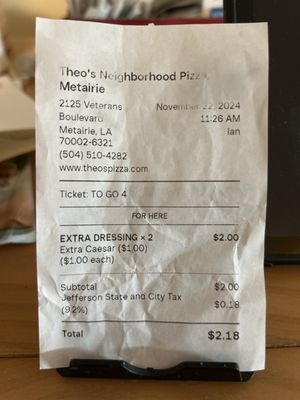 Theo's Neighborhood Pizza
Metairie
2125 Veterans November 22, 2024
Boulevard 11:26 AM
Metairie, LA Ian
70002-6321
(504) 510-4282
www.theospizza.com
Ticket: TO GO 4
FOR HERE
EXTRA DRESSING × 2 $2.00
Extra Caesar ($1.00)
($1.00 each)
Subtotal $2.00
Jefferson State and City Tax $0.18
(9.2%)
Total $2.18